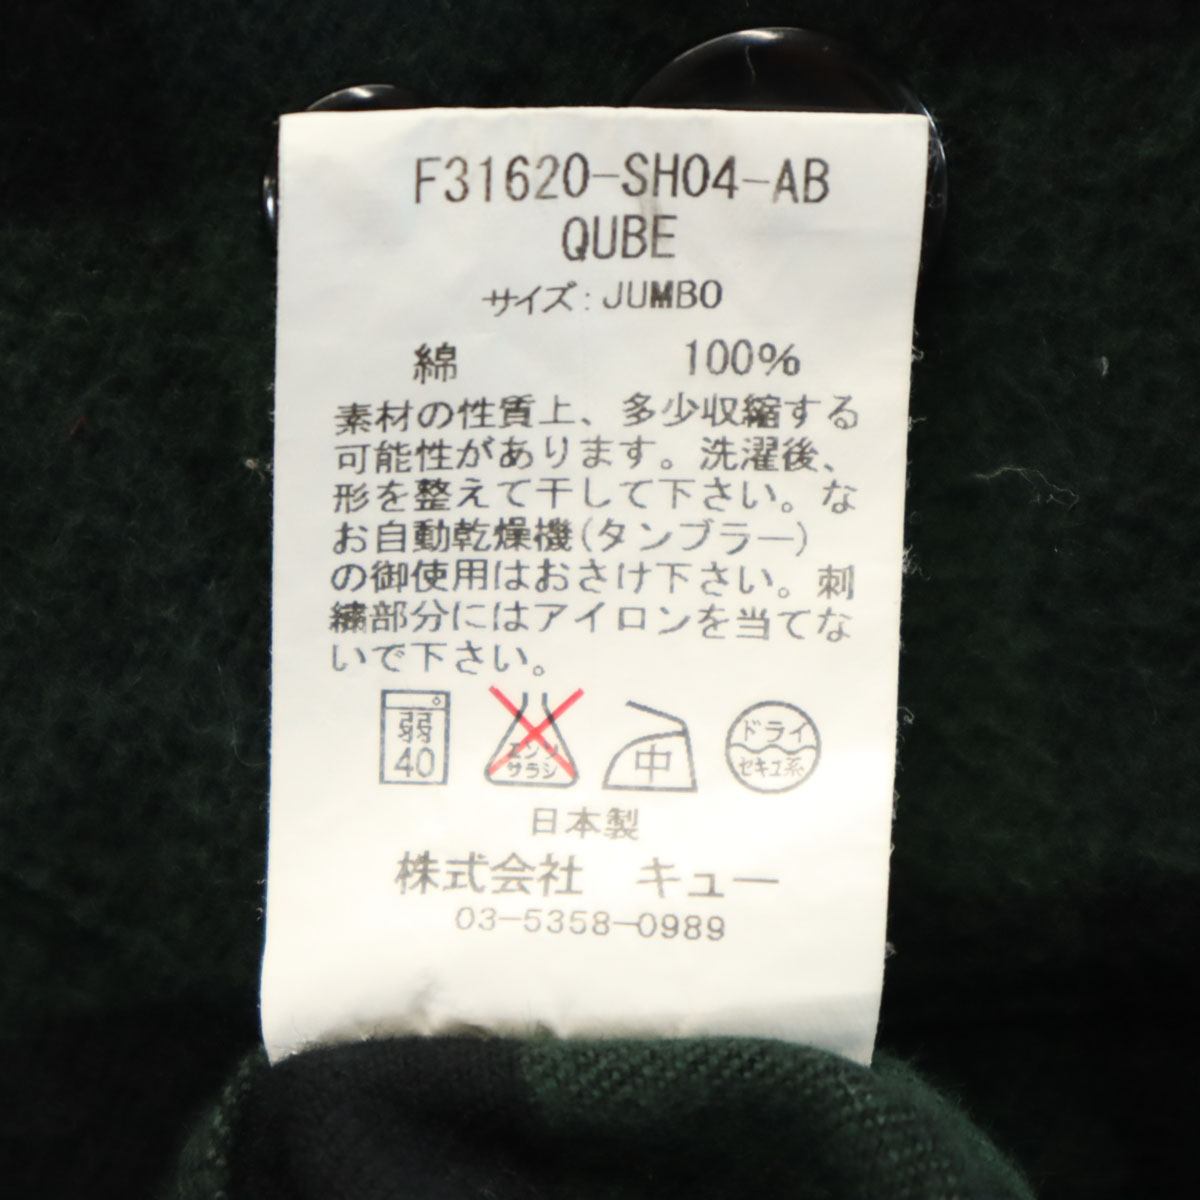 F31620-SH04-AB
QUBE
サイズ: JUMBO
綿 100%
素材の性質上、多少収縮する
可能性があります。洗濯後、
形を整えて干して下さい。な
お自動乾燥機(タンブラー)
の御使用はおさけ下さい。刺
繍部分にはアイロンを当てな
いで下さい。
弱
40
エンソ
サラシ
中
ドライ
セキユ系
日本製
株式会社 キュー
03-5358-0989